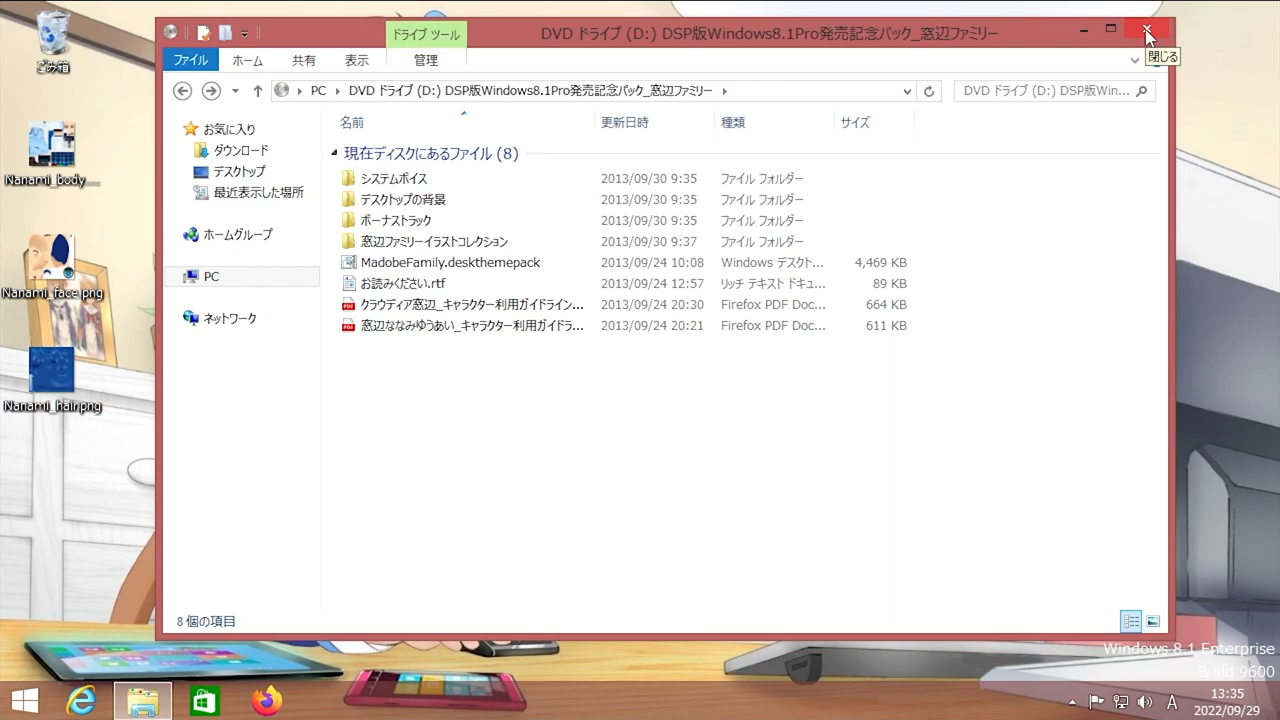 ごみ箱
Nanami_body....
Nanami_face.png
Nanami_hair.png
ドライブ ツール
DVD ドライブ (D:) DSP版Windows8.1Pro発売記念パック_窓辺ファミリー
閉じる
ファイル
ホーム
共有
表示
管理
PC
DVD ドライブ (D:) DSP版Windows8.1Pro発売記念パック_窓辺ファミリー
DVD ドライブ (D:) DSP版Win...
お気に入り
ダウンロード
デスクトップ
最近表示した場所
ホームグループ
PC
ネットワーク
名前 更新日時 種類 サイズ
現在ディスクにあるファイル (8)
システムボイス 2013/09/30 9:35 ファイル フォルダー
デスクトップの背景 2013/09/30 9:35 ファイル フォルダー
ボーナストラック 2013/09/30 9:35 ファイル フォルダー
窓辺ファミリーイラストコレクション 2013/09/30 9:37 ファイル フォルダー
MadobeFamily.deskthemepack 2013/09/24 10:08 Windows デスクト... 4,469 KB
お読みください.rtf 2013/09/24 12:57 リッチ テキスト ドキュ... 89 KB
クラウディア窓辺_キャラクター利用ガイドライン... 2013/09/24 20:30 Firefox PDF Doc... 664 KB
窓辺ななみゆうあい_キャラクター利用ガイドラ... 2013/09/24 20:21 Firefox PDF Doc... 611 KB
8 個の項目
Windows 8.1 Enterprise
Build 9600
A
13:35
2022/09/29